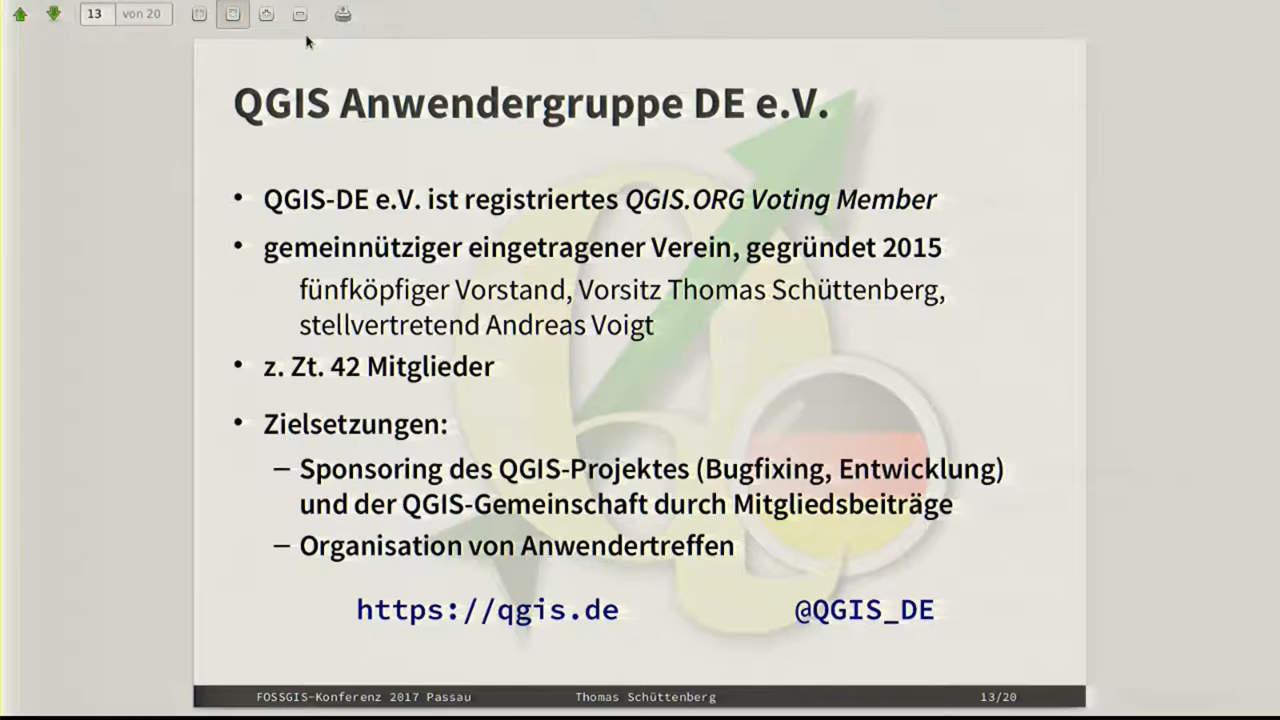 13 von 20
QGIS Anwendergruppe DE e.V.
• QGIS-DE e.V. ist registriertes QGIS.ORG Voting Member
• gemeinnütziger eingetragener Verein, gegründet 2015
fünfköpfiger Vorstand, Vorsitz Thomas Schüttenberg,
stellvertretend Andreas Voigt
• z. Zt. 42 Mitglieder
• Zielsetzungen:
– Sponsoring des QGIS-Projektes (Bugfixing, Entwicklung)
und der QGIS-Gemeinschaft durch Mitgliedsbeiträge
– Organisation von Anwendertreffen
https://qgis.de @QGIS_DE
FOSSGIS-Konferenz 2017 Passau Thomas Schüttenberg 13/20